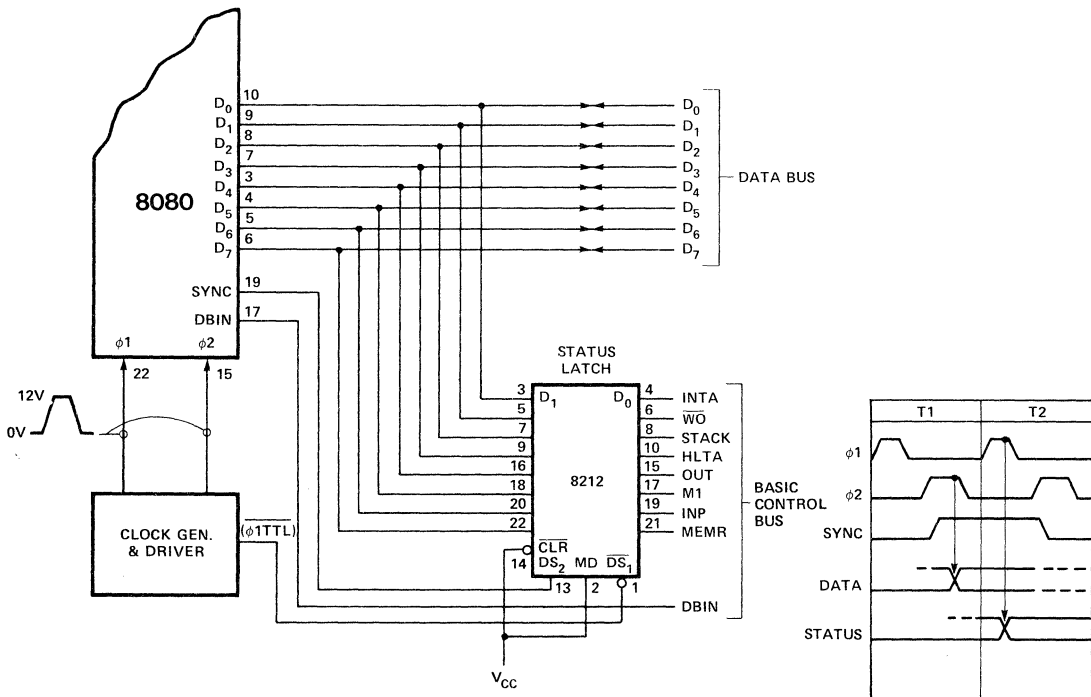 8080
D0 10
D1 9
D2 8
D3 7
D4 3
D5 4
D6 5
D7 6
SYNC 19
DBIN 17
φ1 φ2
22 15
12V
0V
CLOCK GEN.
& DRIVER
(φ1TTL)
D0
D1
D2
D3
D4
D5
D6
D7
DATA BUS
STATUS
LATCH
3 D1 D0 4 INTA
5 6 WO
7 8 STACK
9 10 HLTA
16 15 OUT
18 8212 17 M1
20 19 INP
22 21 MEMR
CLR
14 DS2 MD DS1
13 2 1
DBIN
VCC
BASIC
CONTROL
BUS
T1 T2
φ1
φ2
SYNC
DATA
STATUS